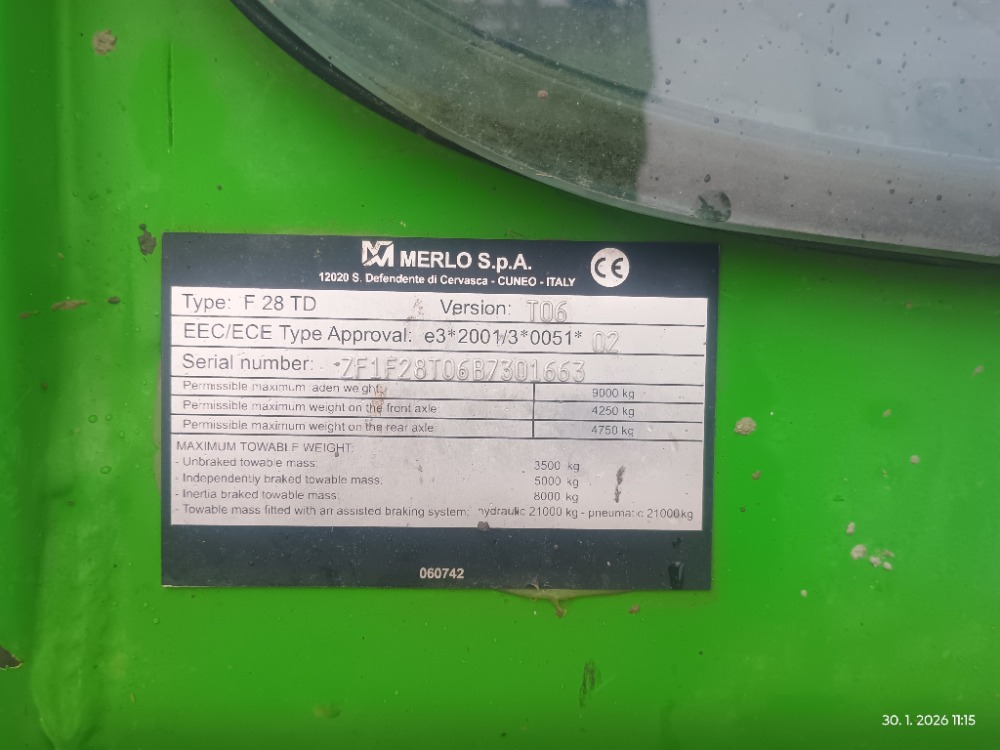 MERLO S.p.A.
12020 S. Defendente di Cervasca - CUNEO - ITALY
CE
Type: F 28 TD Version: T06
EEC/ECE Type Approval: e3*2001/3*0051* 02
Serial number: ZF1F28T06B7301663
Permissible maximum laden weight 9000 kg
Permissible maximum weight on the front axle 4250 kg
Permissible maximum weight on the rear axle 4750 kg
MAXIMUM TOWABLE WEIGHT:
- Unbraked towable mass: 3500 kg
- Independently braked towable mass: 5000 kg
- Inertia braked towable mass: 8000 kg
- Towable mass fitted with an assisted braking system: hydraulic 21000 kg - pneumatic 21000 kg
060742
30. 1. 2026 11:15